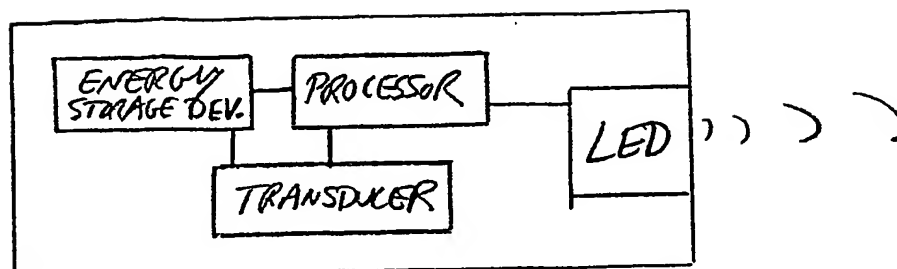 ENERGY
STORAGE DEV.
PROCESSOR
LED
TRANSDUCER